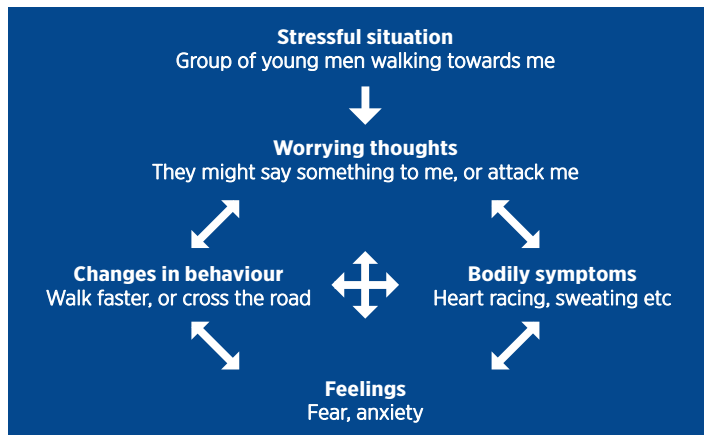 Stressful situation
Group of young men walking towards me
Worrying thoughts
They might say something to me, or attack me
Changes in behaviour
Walk faster, or cross the road
Bodily symptoms
Heart racing, sweating etc
Feelings
Fear, anxiety